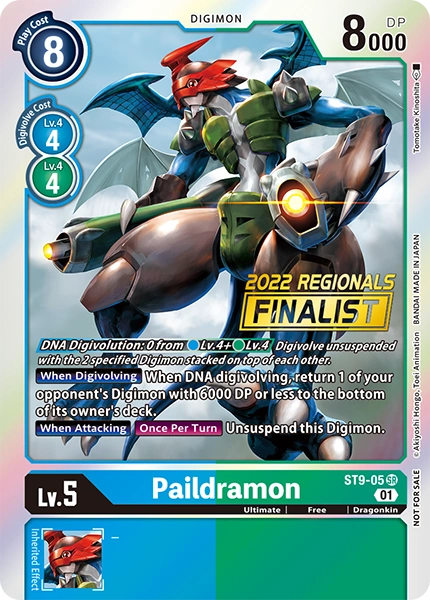 Play Cost
8
DIGIMON
DP
8000
Digivolve Cost
Lv.4
4
Lv.4
4
Tomotake Kinoshita
2022 REGIONALS
FINALIST
DNA Digivolution: 0 from Lv.4+ Lv.4 Digivolve unsuspended
with the 2 specified Digimon stacked on top of each other.
When Digivolving When DNA digivolving, return 1 of your
opponent's Digimon with 6000 DP or less to the bottom
of its owner's deck.
When Attacking Once Per Turn Unsuspend this Digimon.
©Akiyoshi Hongo, Toei Animation BANDAI MADE IN JAPAN
NOT FOR SALE
Lv.5
Paildramon
ST9-05 SR
01
Ultimate | Free | Dragonkin
Inherited Effect
–